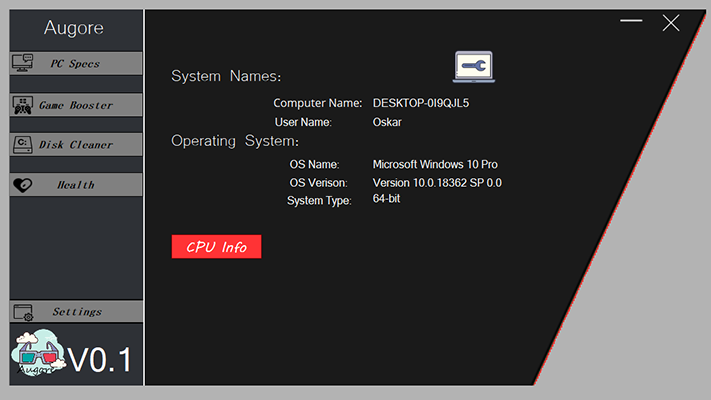 Augore
PC Specs
Game Booster
C:
Disk Cleaner
Health
Settings
Augore
V0.1
System Names:
Computer Name: DESKTOP-0I9QJL5
User Name: Oskar
Operating System:
OS Name: Microsoft Windows 10 Pro
OS Verison: Version 10.0.18362 SP 0.0
System Type: 64-bit
CPU Info